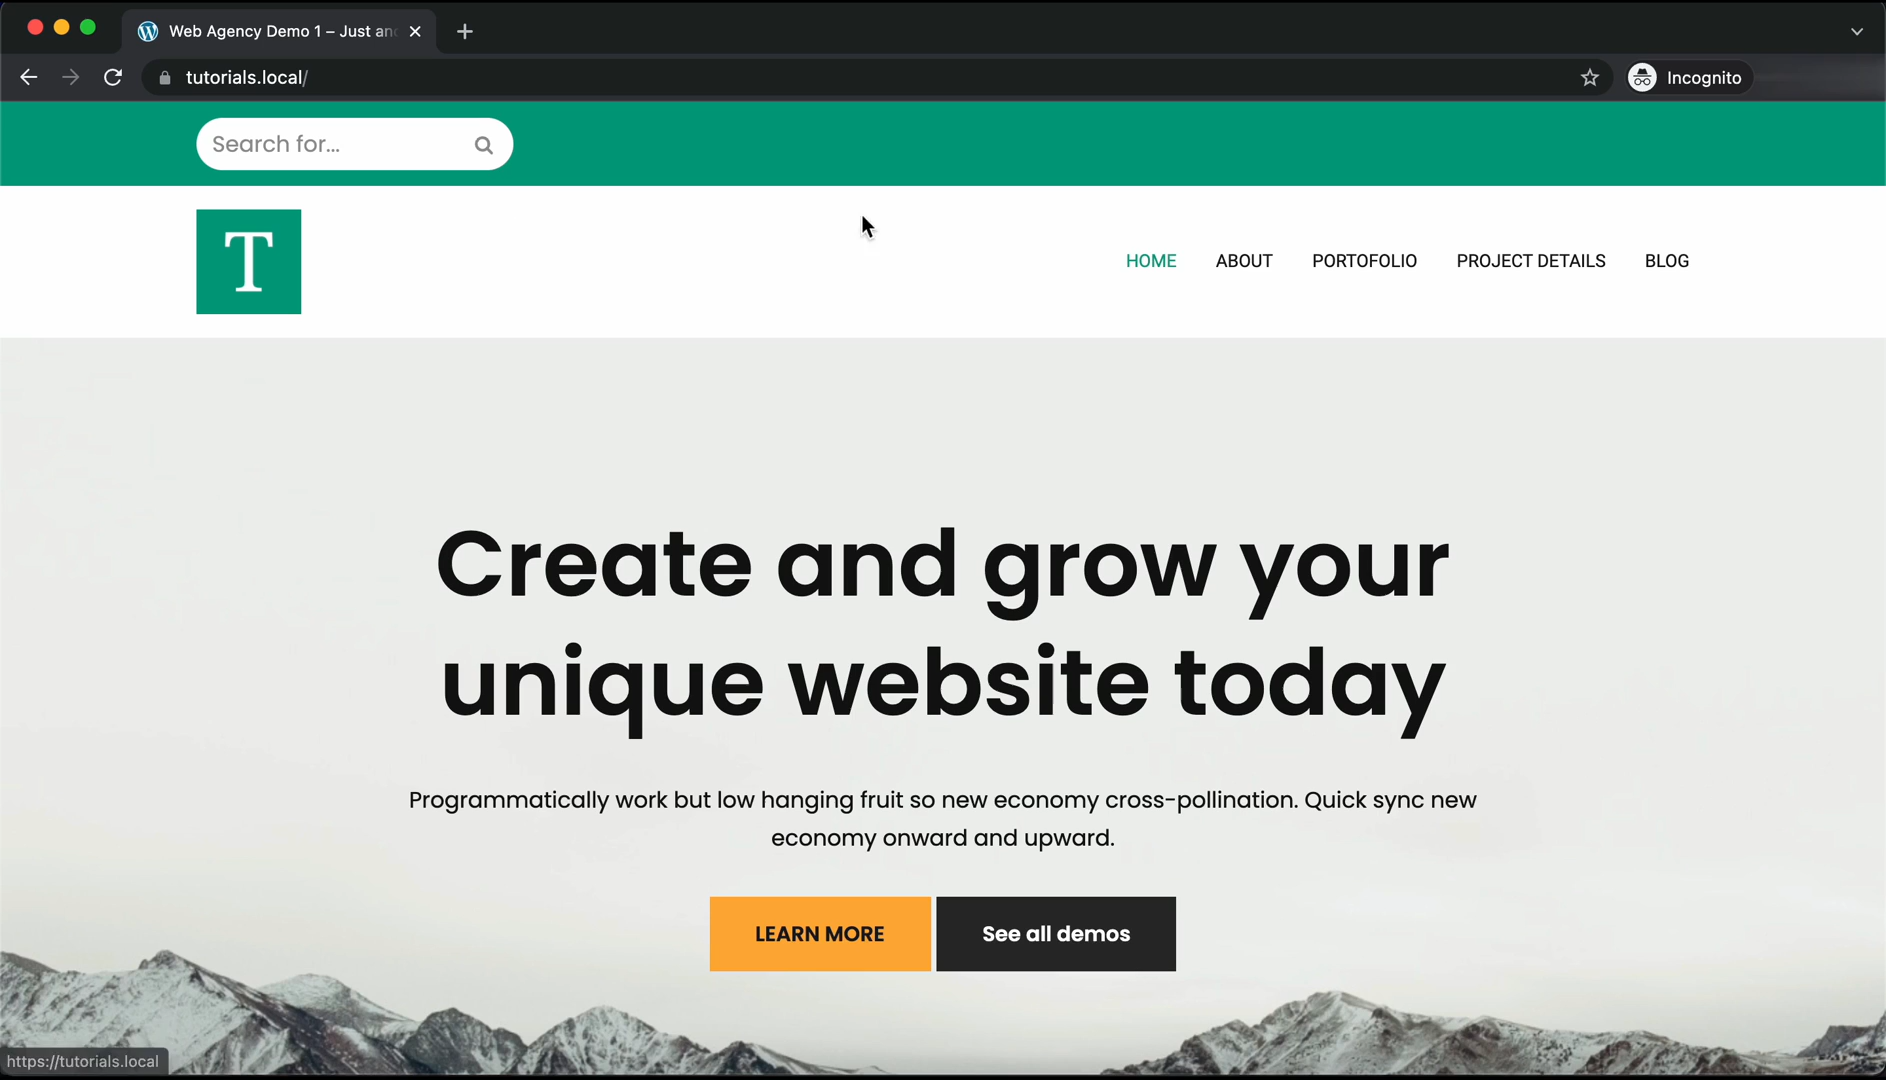 Web Agency Demo 1 – Just an
tutorials.local/
Incognito
Search for...
T
HOME
ABOUT
PORTOFOLIO
PROJECT DETAILS
BLOG
Create and grow your
unique website today
Programmatically work but low hanging fruit so new economy cross-pollination. Quick sync new
economy onward and upward.
LEARN MORE
See all demos
https://tutorials.local